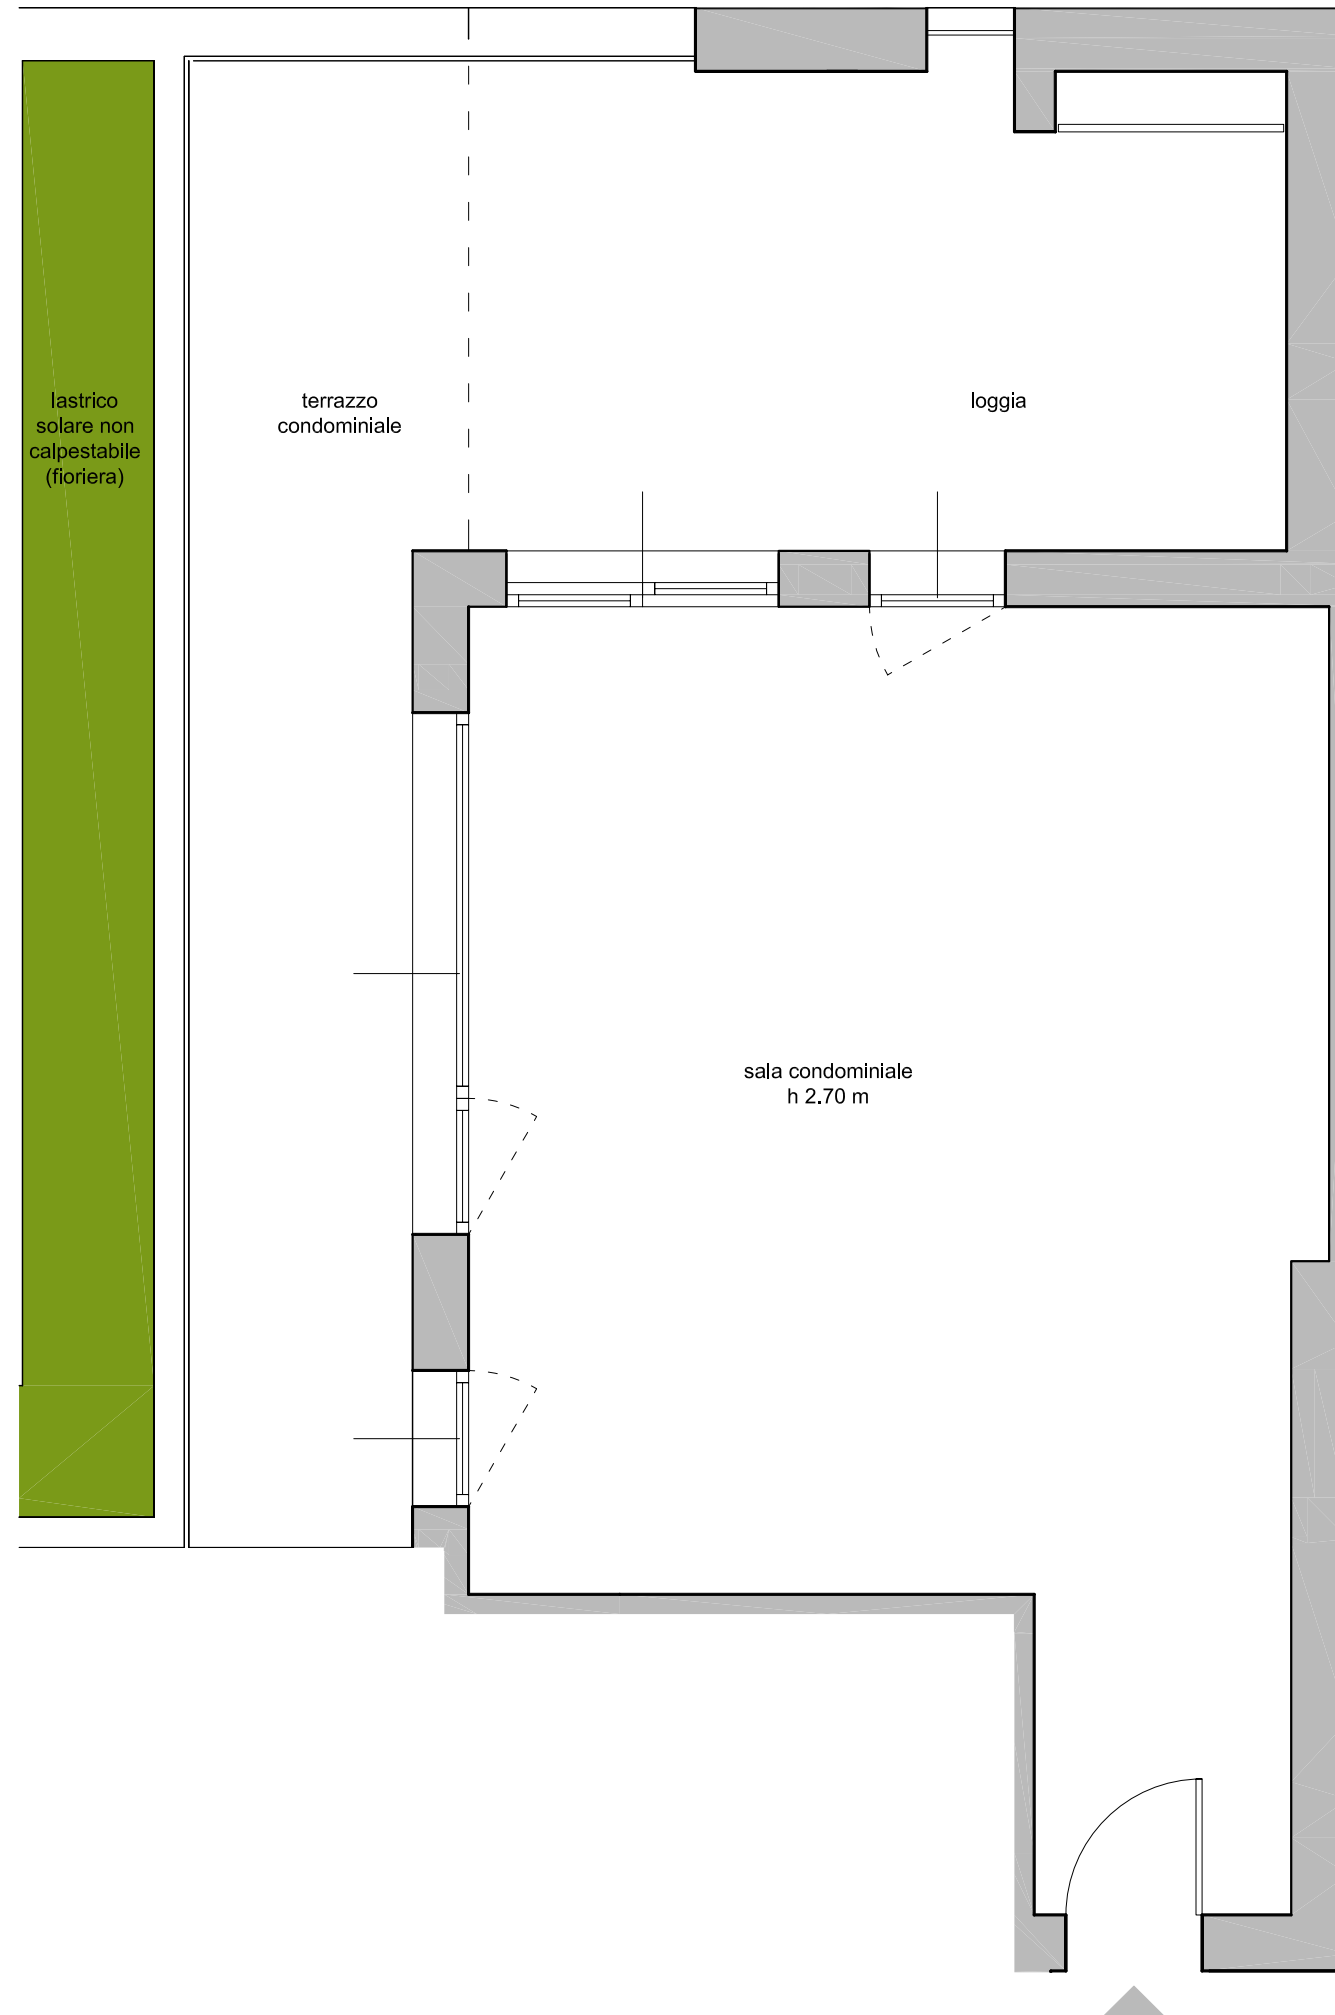 lastrico
solare non
calpestabile
(fioriera)
terrazzo
condominiale
loggia
sala condominiale
h 2.70 m